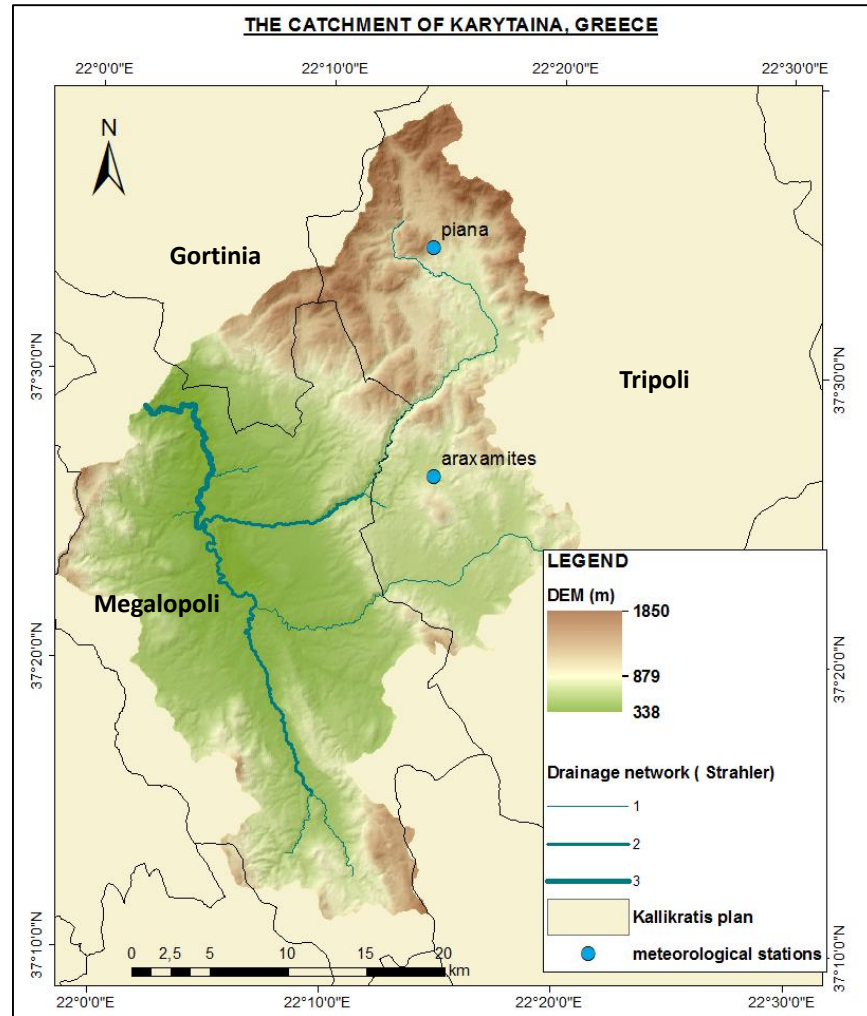 THE CATCHMENT OF KARYTAINA, GREECE
22°0'0"E 22°10'0"E 22°20'0"E 22°30'0"E
N
piana
Gortinia
37°30'0"N
37°30'0"N
Tripoli
araxamites
LEGEND
DEM (m)
1850
879
338
Megalopoli
37°20'0"N
37°20'0"N
Drainage network ( Strahler)
1
2
3
Kallikratis plan
meteorological stations
37°10'0"N
37°10'0"N
0 2,5 5 10 15 20
km
22°0'0"E 22°10'0"E 22°20'0"E 22°30'0"E